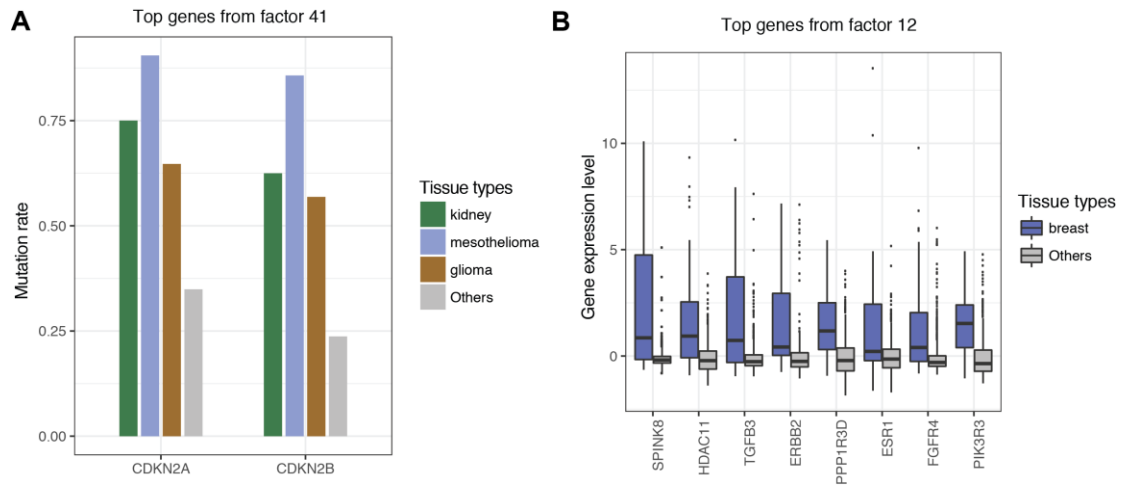 A
Top genes from factor 41
Mutation rate
0.75
0.50
0.25
0.00
CDKN2A
CDKN2B
Tissue types
kidney
mesothelioma
glioma
Others
B
Top genes from factor 12
Gene expression level
10
5
0
SPINK8
HDAC11
TGFB3
ERBB2
PPP1R3D
ESR1
FGFR4
PIK3R3
Tissue types
breast
Others